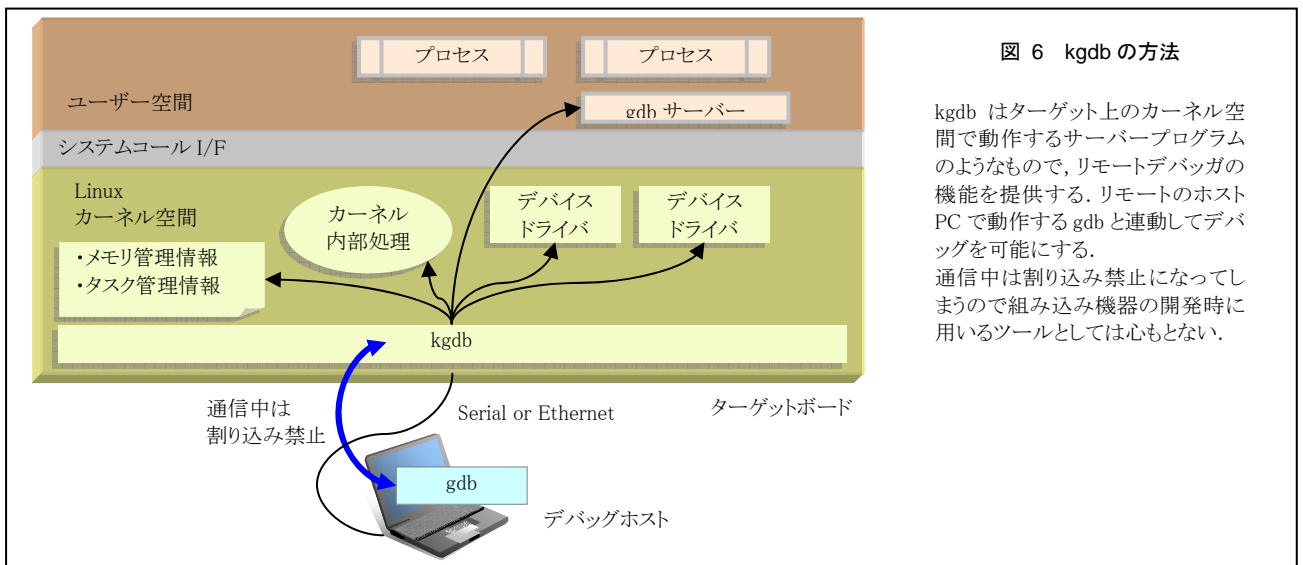 プロセス
プロセス
ユーザー空間
gdb サーバー
システムコール I/F
Linux
カーネル空間
カーネル
内部処理
デバイス
ドライバ
デバイス
ドライバ
・メモリ管理情報
・タスク管理情報
kgdb
通信中は
割り込み禁止
Serial or Ethernet
ターゲットボード
gdb
デバッグホスト
図 6 kgdb の方法
kgdb はターゲット上のカーネル空
間で動作するサーバープログラム
のようなもので，リモートデバッガの
機能を提供する．リモートのホスト
PC で動作する gdb と連動してデバ
ッグを可能にする．
通信中は割り込み禁止になってし
まうので組み込み機器の開発時に
用いるツールとしては心もとない．